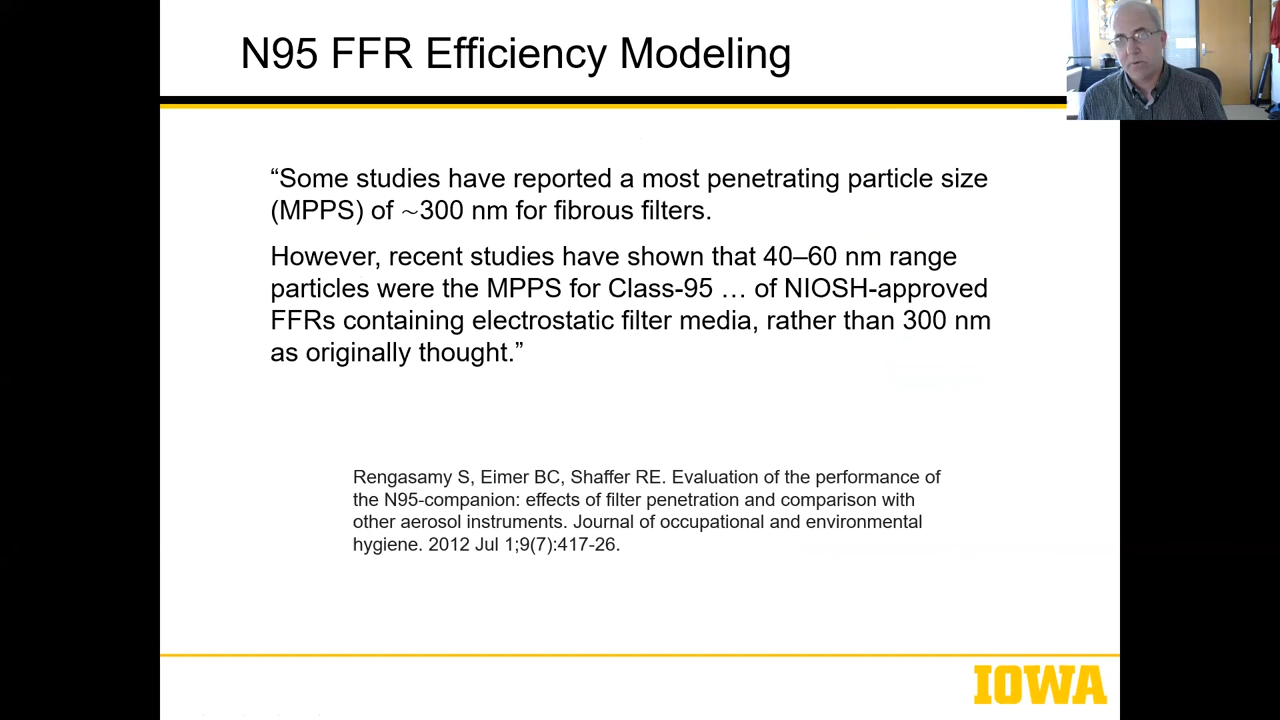 N95 FFR Efficiency Modeling
“Some studies have reported a most penetrating particle size
(MPPS) of ~300 nm for fibrous filters.
However, recent studies have shown that 40–60 nm range
particles were the MPPS for Class-95 … of NIOSH-approved
FFRs containing electrostatic filter media, rather than 300 nm
as originally thought.”
Rengasamy S, Eimer BC, Shaffer RE. Evaluation of the performance of
the N95-companion: effects of filter penetration and comparison with
other aerosol instruments. Journal of occupational and environmental
hygiene. 2012 Jul 1;9(7):417-26.
IOWA